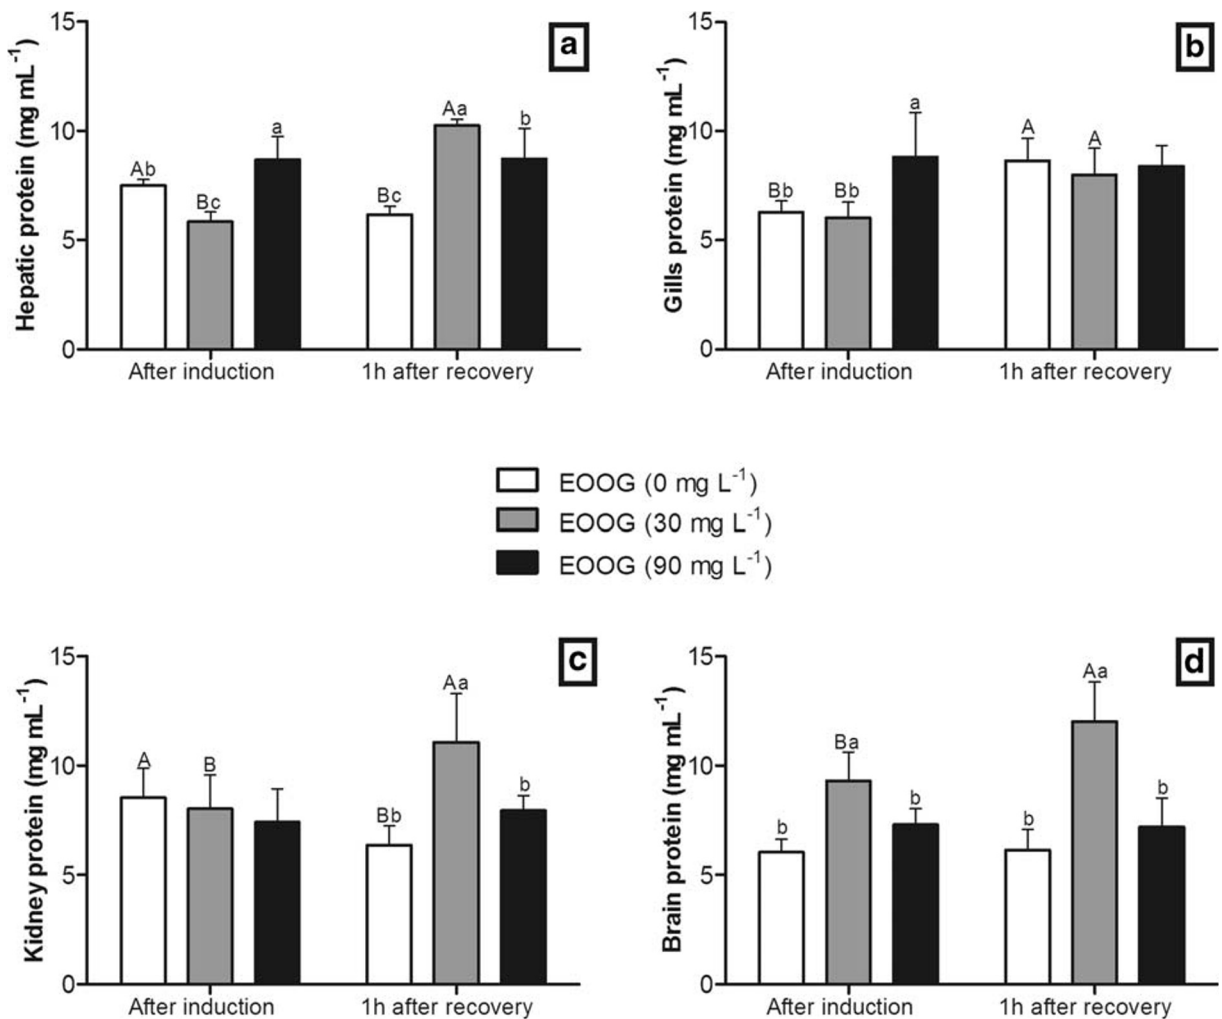 a
Hepatic protein (mg mL⁻¹)
15
10
5
0
Ab
Bc
a
Bc
Aa
b
After induction
1h after recovery
b
Gills protein (mg mL⁻¹)
15
10
5
0
Bb
Bb
a
A
A
After induction
1h after recovery
EOOG (0 mg L⁻¹)
EOOG (30 mg L⁻¹)
EOOG (90 mg L⁻¹)
c
Kidney protein (mg mL⁻¹)
15
10
5
0
A
B
Bb
Aa
b
After induction
1h after recovery
d
Brain protein (mg mL⁻¹)
15
10
5
0
b
Ba
b
b
Aa
b
After induction
1h after recovery